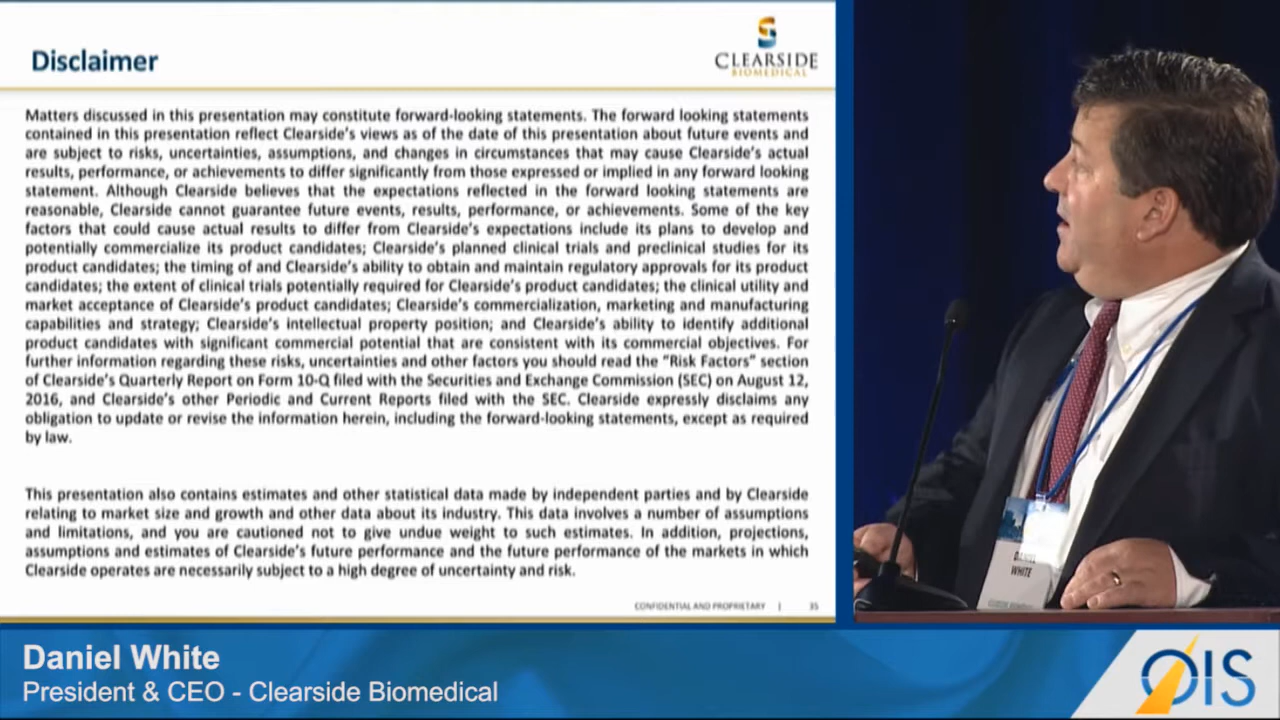 Disclaimer
CLEARSIDE
BIOMEDICAL
Matters discussed in this presentation may constitute forward-looking statements. The forward looking statements
contained in this presentation reflect Clearside's views as of the date of this presentation about future events and
are subject to risks, uncertainties, assumptions, and changes in circumstances that may cause Clearside's actual
results, performance, or achievements to differ significantly from those expressed or implied in any forward looking
statement. Although Clearside believes that the expectations reflected in the forward looking statements are
reasonable, Clearside cannot guarantee future events, results, performance, or achievements. Some of the key
factors that could cause actual results to differ from Clearside's expectations include its plans to develop and
potentially commercialize its product candidates; Clearside's planned clinical trials and preclinical studies for its
product candidates; the timing of and Clearside's ability to obtain and maintain regulatory approvals for its product
candidates; the extent of clinical trials potentially required for Clearside's product candidates; the clinical utility and
market acceptance of Clearside's product candidates; Clearside's commercialization, marketing and manufacturing
capabilities and strategy; Clearside's intellectual property position; and Clearside's ability to identify additional
product candidates with significant commercial potential that are consistent with its commercial objectives. For
further information regarding these risks, uncertainties and other factors you should read the "Risk Factors" section
of Clearside's Quarterly Report on Form 10-Q filed with the Securities and Exchange Commission (SEC) on August 12,
2016, and Clearside's other Periodic and Current Reports filed with the SEC. Clearside expressly disclaims any
obligation to update or revise the information herein, including the forward-looking statements, except as required
by law.
This presentation also contains estimates and other statistical data made by independent parties and by Clearside
relating to market size and growth and other data about its industry. This data involves a number of assumptions
and limitations, and you are cautioned not to give undue weight to such estimates. In addition, projections,
assumptions and estimates of Clearside's future performance and the future performance of the markets in which
Clearside operates are necessarily subject to a high degree of uncertainty and risk.
CONFIDENTIAL AND PROPRIETARY | 35
DANIEL
WHITE
Daniel White
President & CEO - Clearside Biomedical
OIS